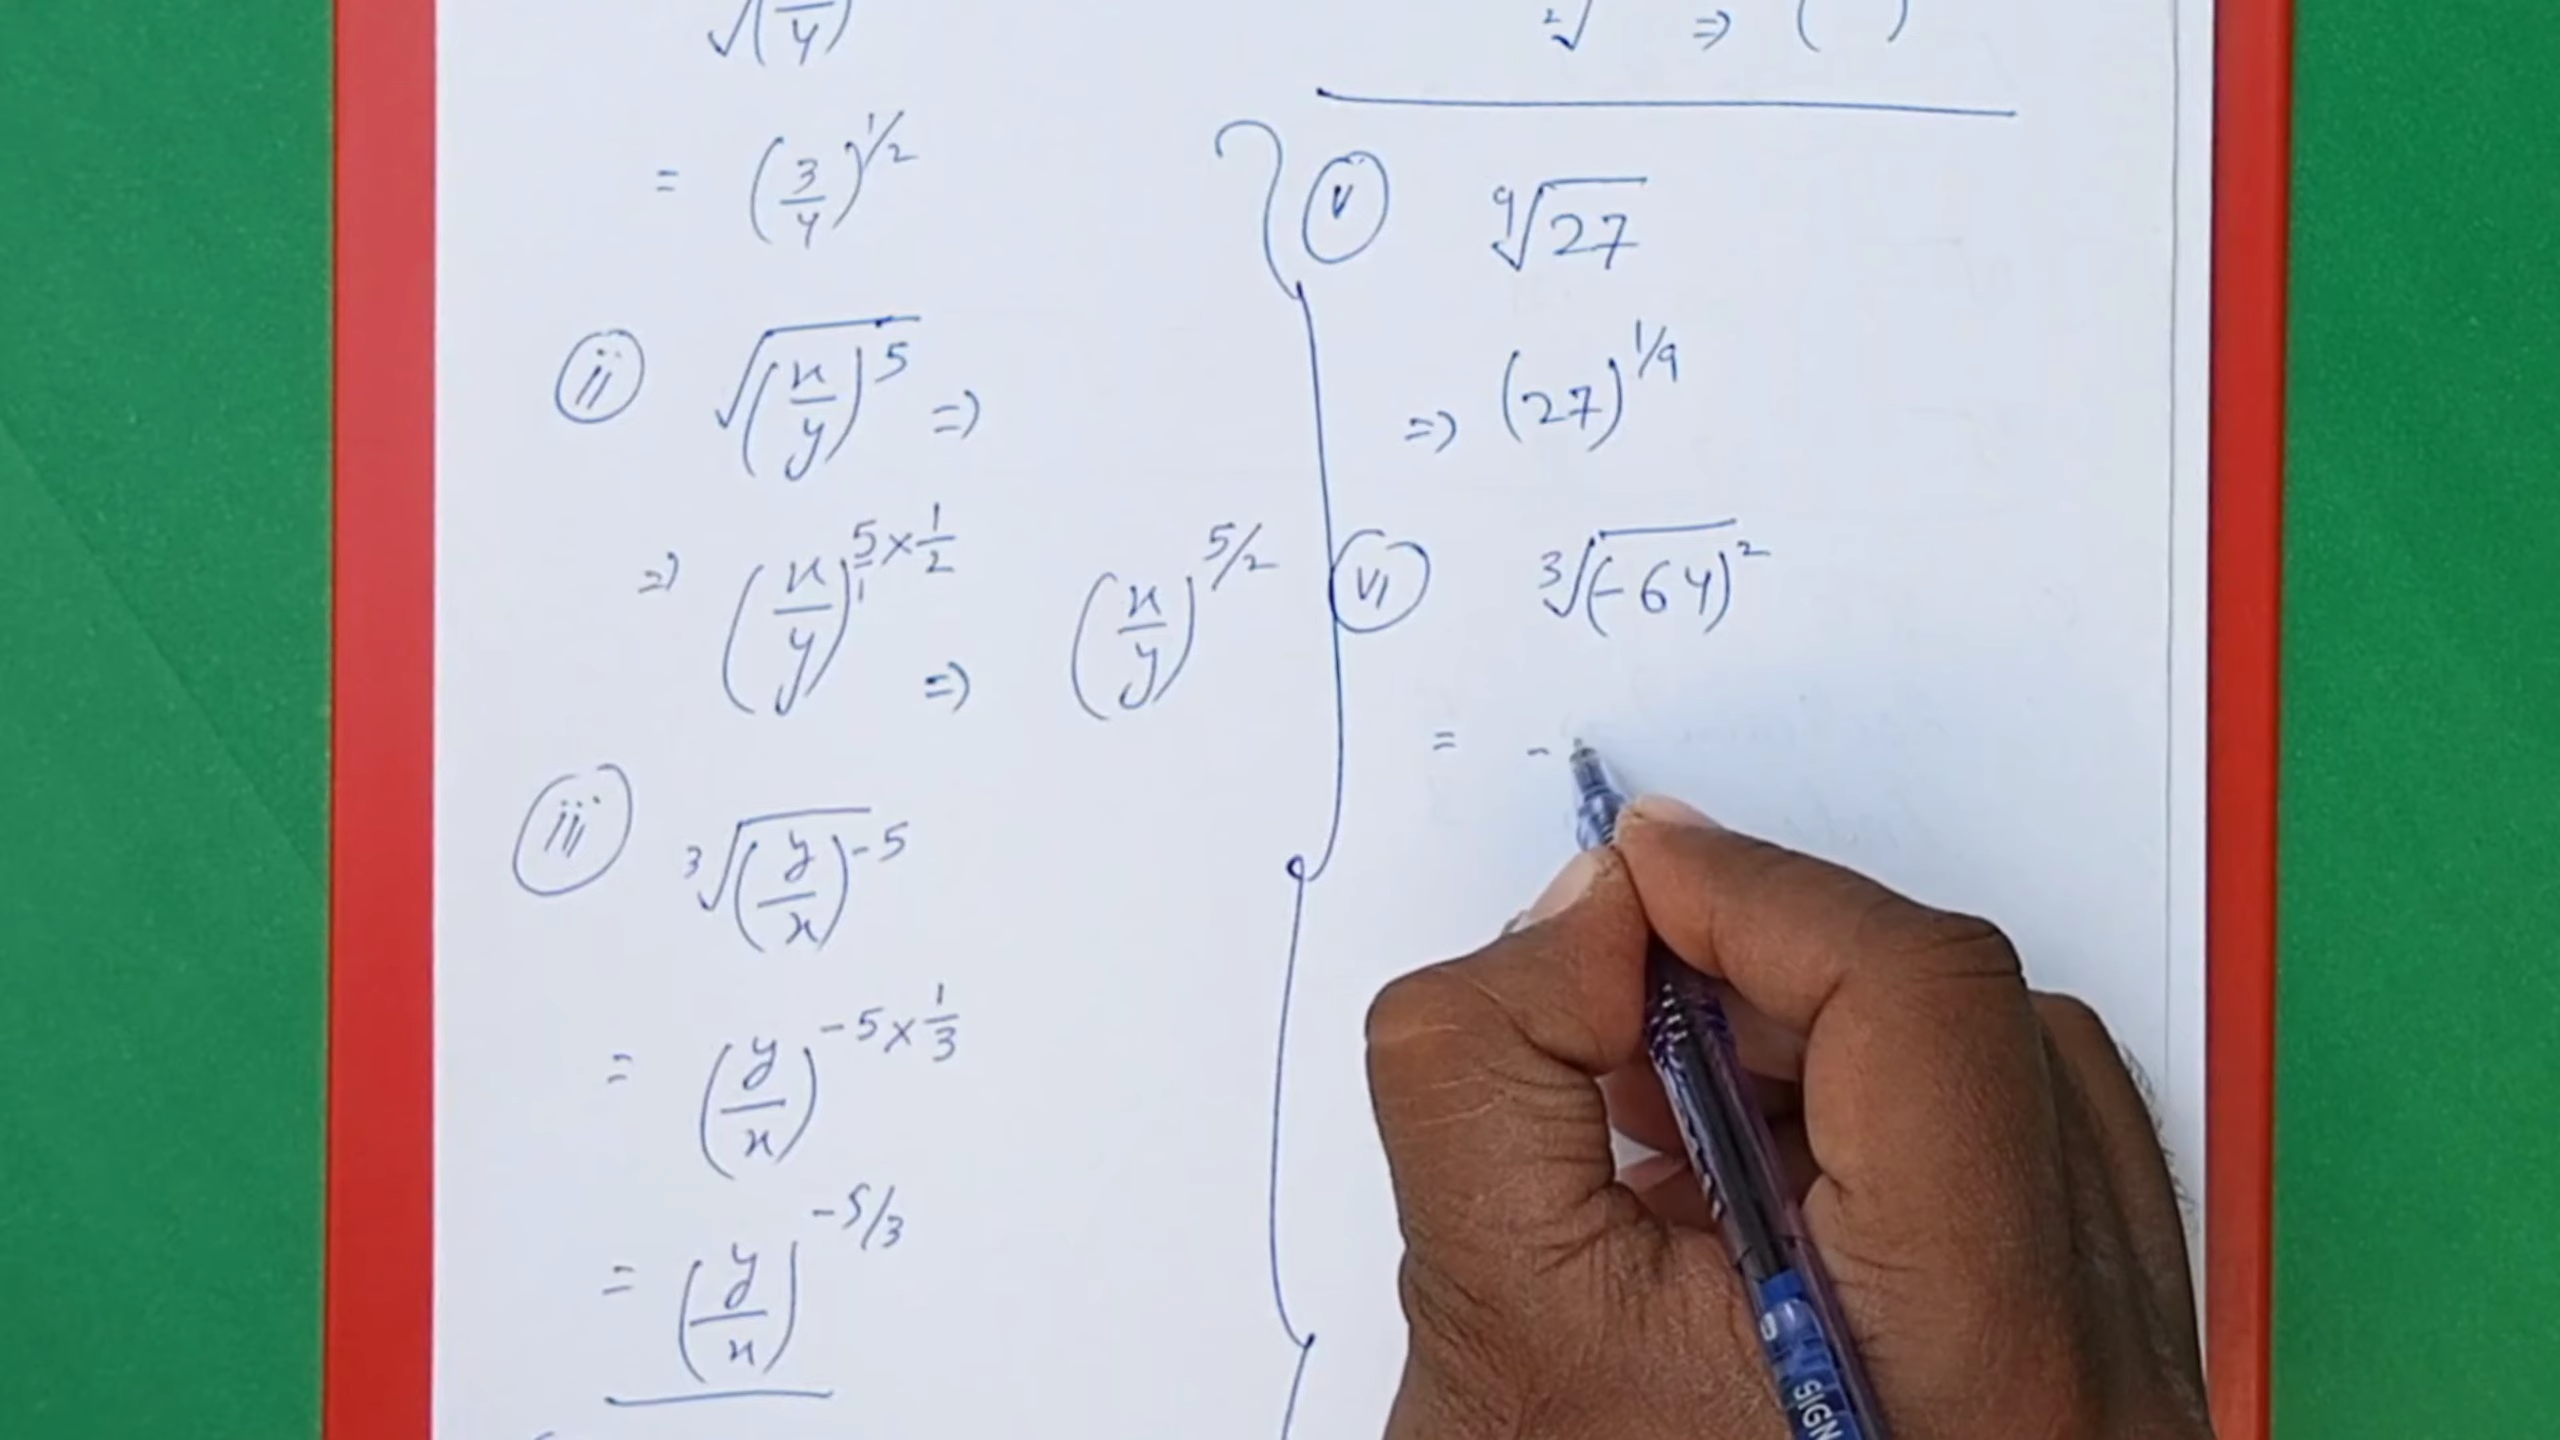 √(3/4)
= (3/4)^1/2
ii √(x/y)^5 =>
=> (x/y)^5/1 × 1/2 => (x/y)^5/2
iii ³√(y/x)^-5
= (y/x)^-5 × 1/3
= (y/x)^-5/3
²√ => ( )
v ⁹√27
=> (27)^1/9
vi ³√(-64)²
= -
SIGN